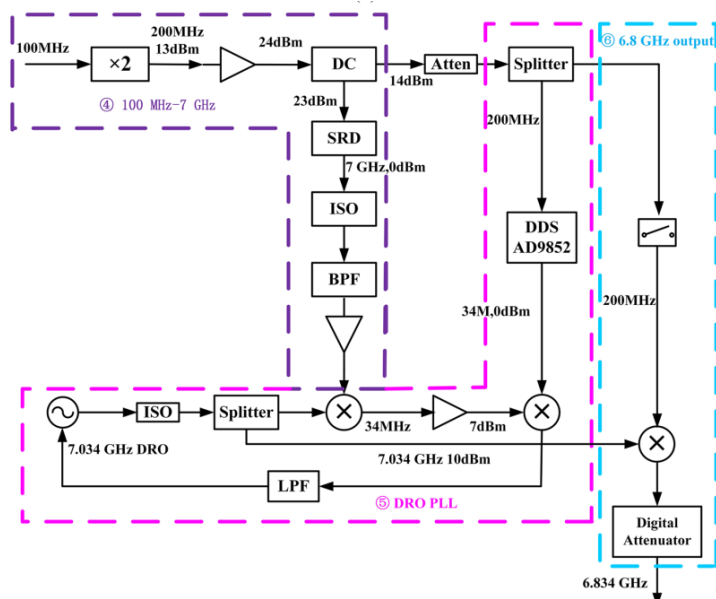 100MHz
×2
200MHz
13dBm
24dBm
DC
14dBm
Atten
Splitter
⑥ 6.8 GHz output
④ 100 MHz-7 GHz
23dBm
SRD
7 GHz,0dBm
ISO
BPF
200MHz
DDS
AD9852
34M,0dBm
200MHz
7.034 GHz DRO
ISO
Splitter
×
34MHz
7dBm
×
7.034 GHz 10dBm
×
LPF
⑤ DRO PLL
Digital
Attenuator
6.834 GHz